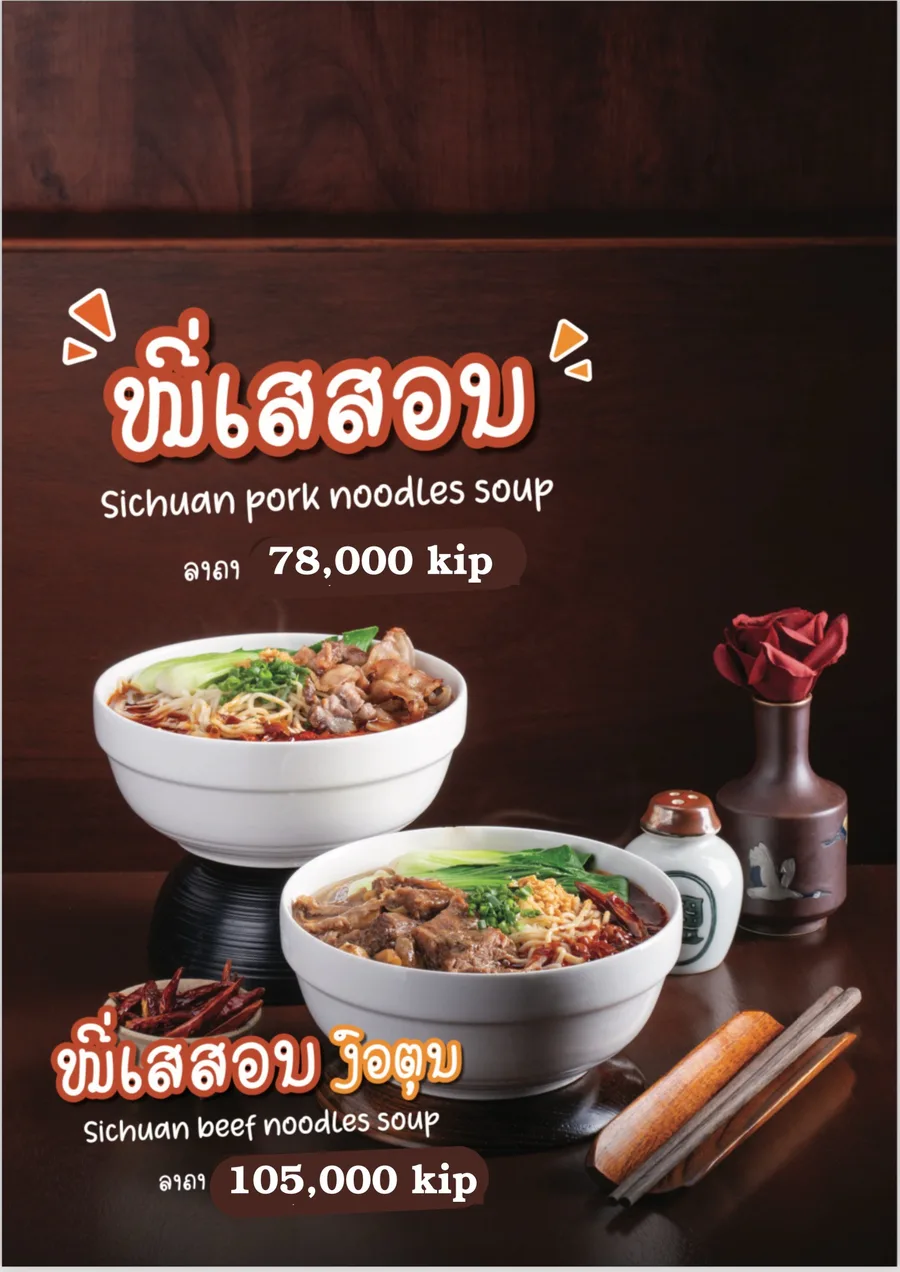 ໝີ່ເສສອນ
Sichuan pork noodles soup
ລາຄາ 78,000 kip
ໝີ່ເສສອນ ງົວຕຸນ
Sichuan beef noodles soup
ລາຄາ 105,000 kip